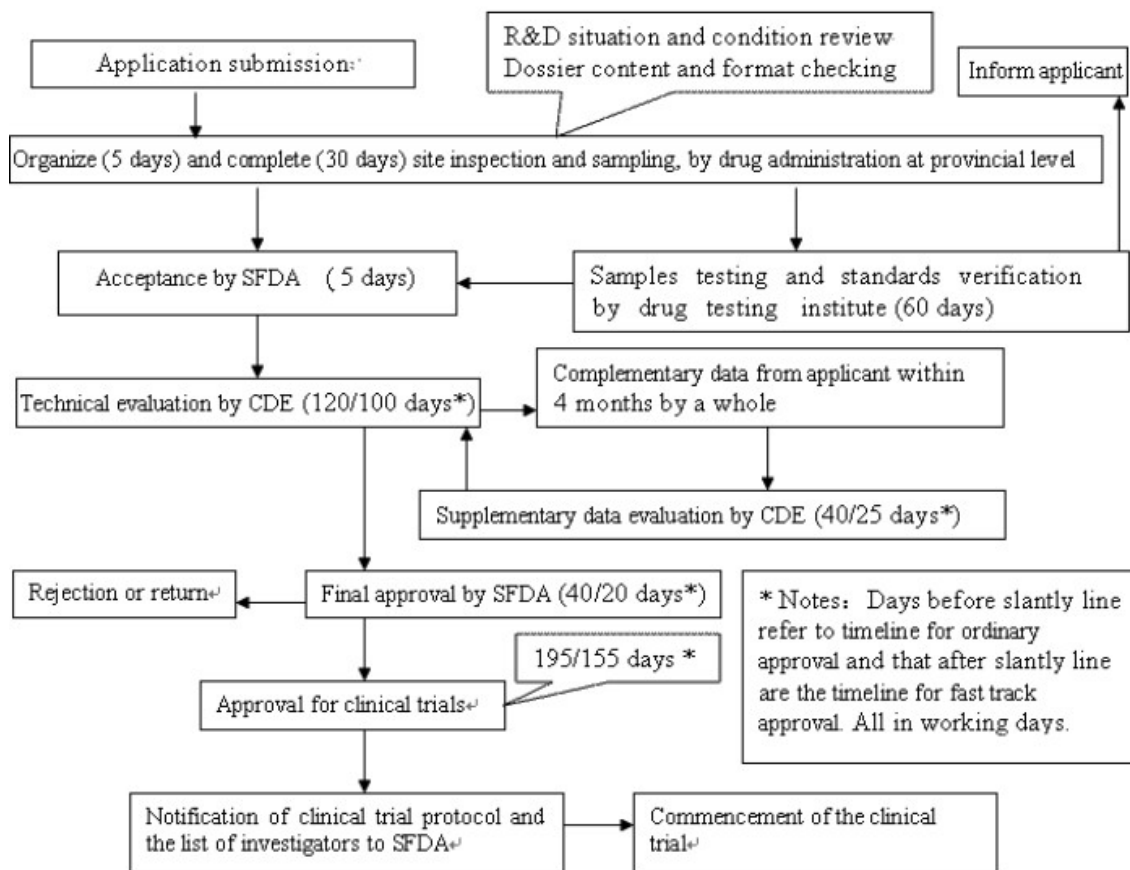 Application submission:
R&D situation and condition review
Dossier content and format checking
Inform applicant
Organize (5 days) and complete (30 days) site inspection and sampling, by drug administration at provincial level
Acceptance by SFDA ( 5 days)
Samples testing and standards verification
by drug testing institute (60 days)
Technical evaluation by CDE (120/100 days*)
Complementary data from applicant within
4 months by a whole
Supplementary data evaluation by CDE (40/25 days*)
Rejection or return↵
Final approval by SFDA (40/20 days*)
* Notes: Days before slantly line
refer to timeline for ordinary
approval and that after slantly line
are the timeline for fast track
approval. All in working days.
195/155 days *
Approval for clinical trials↵
Notification of clinical trial protocol and
the list of investigators to SFDA↵
Commencement of the clinical
trial↵